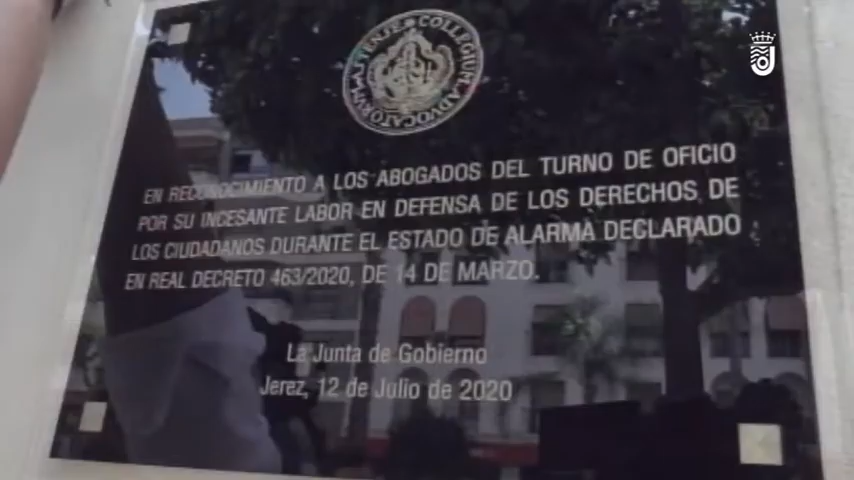 COLLEGIUM ADVOCATORUM
EN RECONOCIMIENTO A LOS ABOGADOS DEL TURNO DE OFICIO
POR SU INCESANTE LABOR EN DEFENSA DE LOS DERECHOS DE
LOS CIUDADANOS DURANTE EL ESTADO DE ALARMA DECLARADO
EN REAL DECRETO 463/2020, DE 14 DE MARZO.
La Junta de Gobierno
Jerez, 12 de Julio de 2020